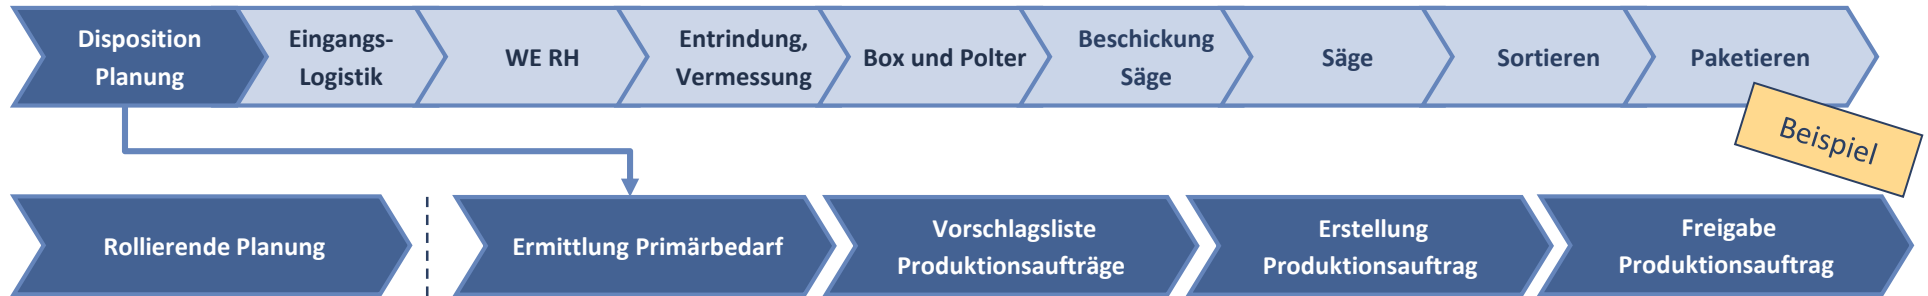 Disposition
Planung
Eingangs-
Logistik
WE RH
Entrindung,
Vermessung
Box und Polter
Beschickung
Säge
Säge
Sortieren
Paketieren
Beispiel
Rollierende Planung
Ermittlung Primärbedarf
Vorschlagsliste
Produktionsaufträge
Erstellung
Produktionsauftrag
Freigabe
Produktionsauftrag